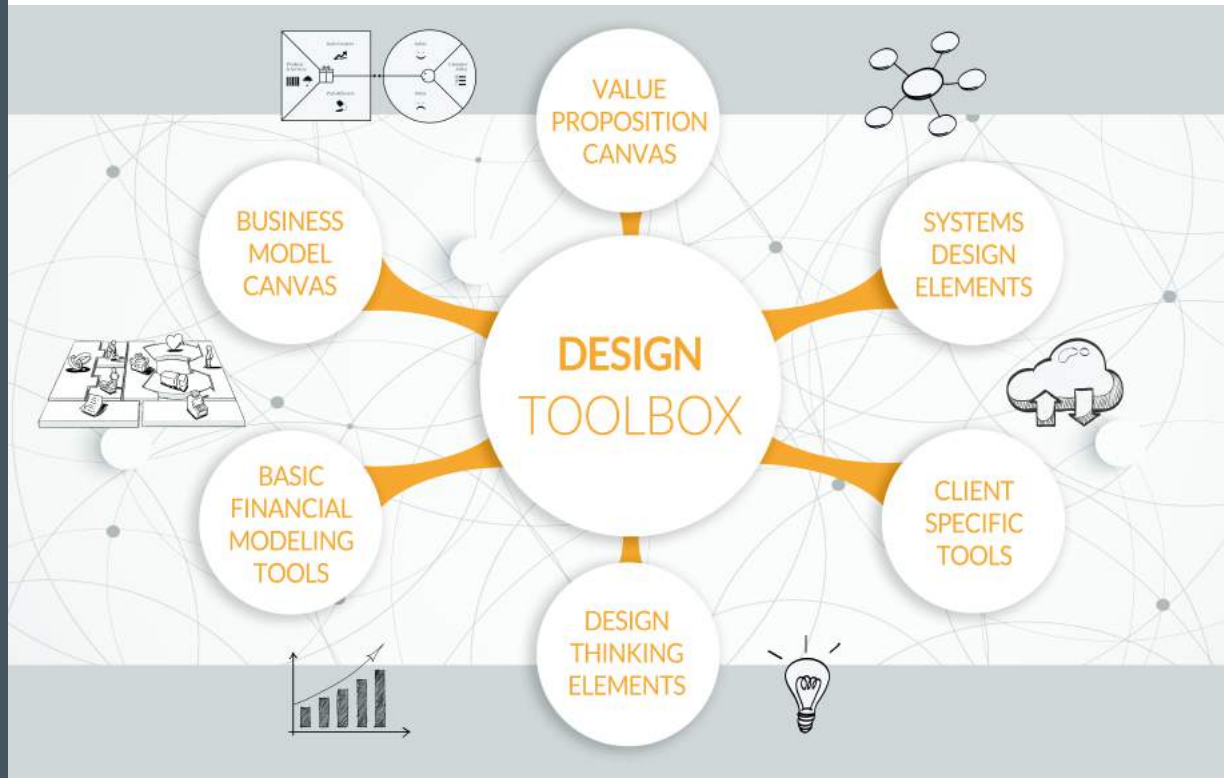 VALUE
PROPOSITION
CANVAS
BUSINESS
MODEL
CANVAS
SYSTEMS
DESIGN
ELEMENTS
DESIGN
TOOLBOX
BASIC
FINANCIAL
MODELING
TOOLS
CLIENT
SPECIFIC
TOOLS
DESIGN
THINKING
ELEMENTS